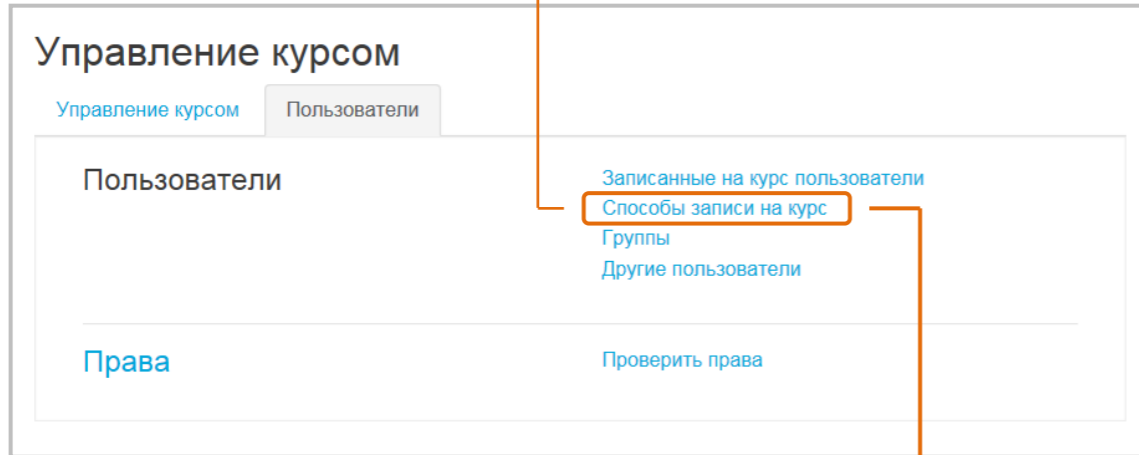 Управление курсом
Управление курсом Пользователи
Пользователи
Записанные на курс пользователи
Способы записи на курс
Группы
Другие пользователи
Права
Проверить права